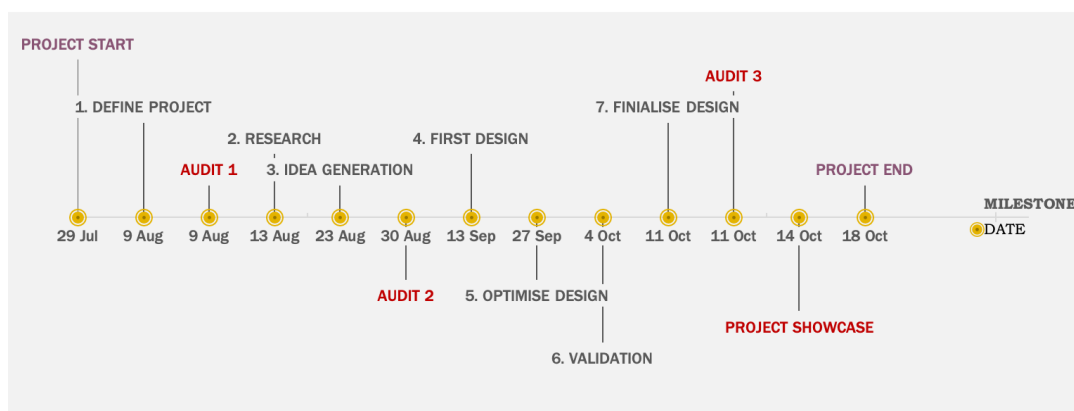 PROJECT START
AUDIT 3
1. DEFINE PROJECT
7. FINIALISE DESIGN
2. RESEARCH
4. FIRST DESIGN
AUDIT 1
3. IDEA GENERATION
PROJECT END
MILESTONE
29 Jul 9 Aug 9 Aug 13 Aug 23 Aug 30 Aug 13 Sep 27 Sep 4 Oct 11 Oct 11 Oct 14 Oct 18 Oct
DATE
AUDIT 2
5. OPTIMISE DESIGN
PROJECT SHOWCASE
6. VALIDATION